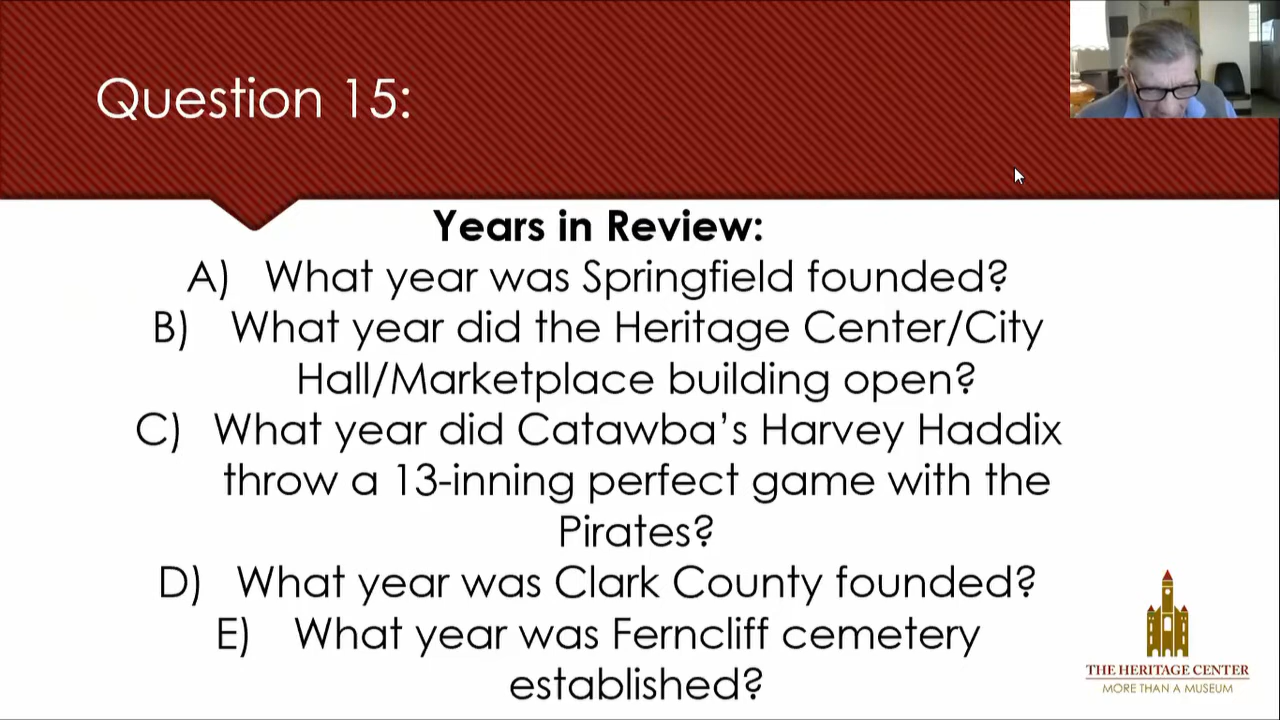 Question 15:
Years in Review:
A) What year was Springfield founded?
B) What year did the Heritage Center/City
Hall/Marketplace building open?
C) What year did Catawba’s Harvey Haddix
throw a 13-inning perfect game with the
Pirates?
D) What year was Clark County founded?
E) What year was Ferncliff cemetery
established?
THE HERITAGE CENTER
MORE THAN A MUSEUM